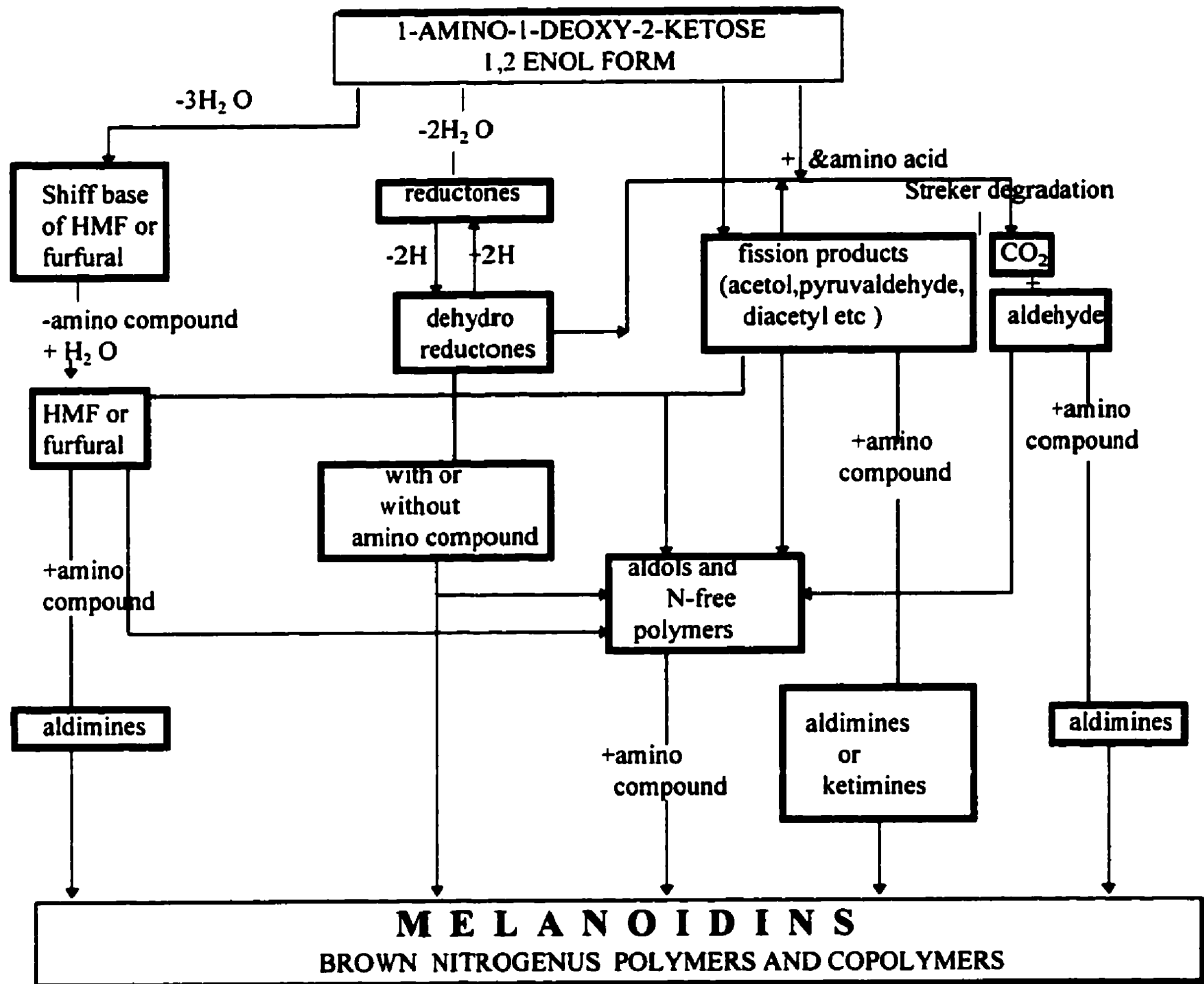 1-AMINO-1-DEOXY-2-KETOSE
1,2 ENOL FORM
-3H₂ O
-2H₂O
+ &amino acid
Streker degradation
Shiff base
of HMF or
furfural
reductones
-2H
+2H
fission products
(acetol,pyruvaldehyde,
diacetyl etc )
CO₂
+
aldehyde
-amino compound
+ H₂ O
dehydro
reductones
HMF or
furfural
+amino
compound
+amino
compound
with or
without
amino compound
aldols and
N-free
polymers
+amino
compound
aldimines
+amino
compound
aldimines
or
ketimines
aldimines
MELANOIDINS
BROWN NITROGENUS POLYMERS AND COPOLYMERS